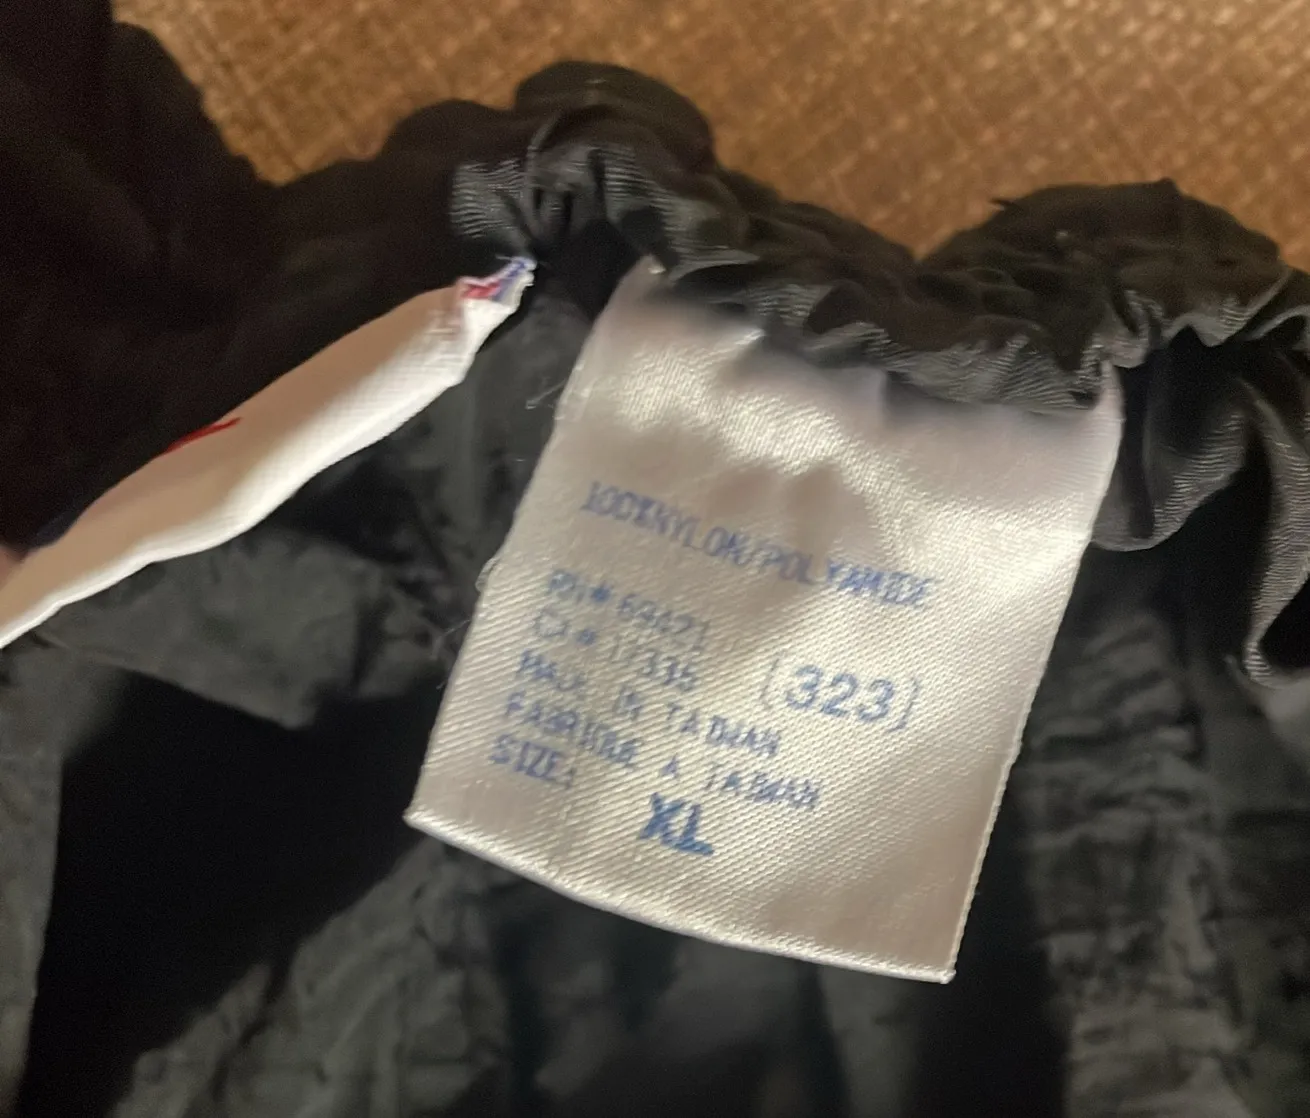 100%NYLON/POLYAMIDE
RN# 69421
CA# 17335 (323)
MADE IN TAIWAN
FABRIQUE A TAIWAN
SIZE:
XL